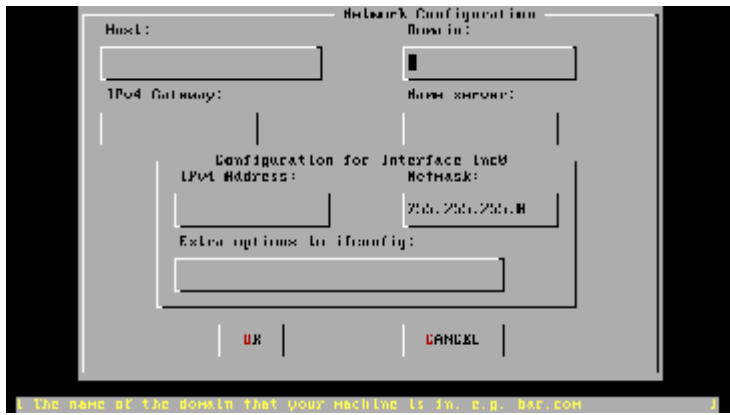 Network Configuration
Host: Domain:
IPv4 Gateway: Name server:
Configuration for Interface lnc0
IPv4 Address: Netmask:
255.255.255.0
Extra options to ifconfig:
OK CANCEL
[ The name of the domain that your machine is in, e.g. bar.com ]